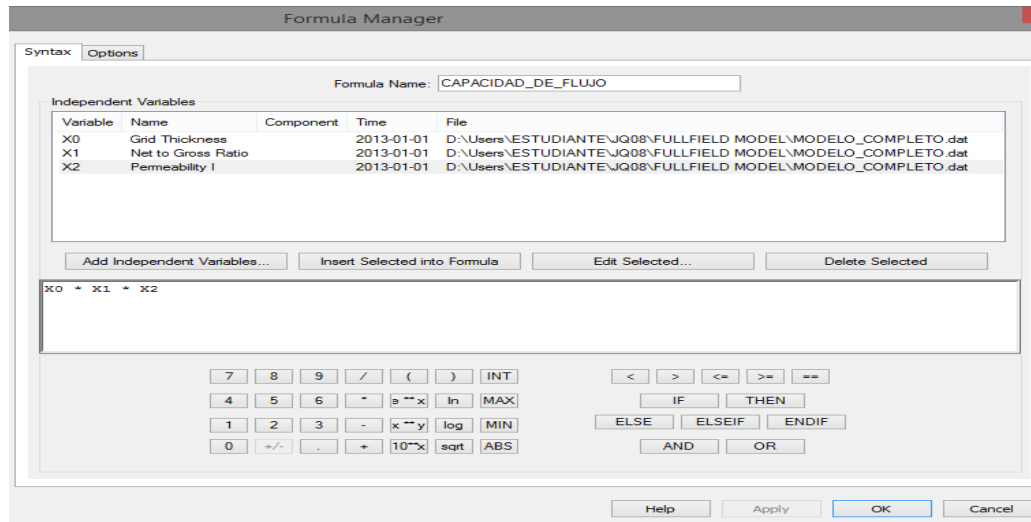 Formula Manager
Syntax Options
Formula Name: CAPACIDAD_DE_FLUJO
Independent Variables
Variable Name Component Time File
X0 Grid Thickness 2013-01-01 D:\Users\ESTUDIANTE\JQ08\FULLFIELD MODEL\MODELO_COMPLETO.dat
X1 Net to Gross Ratio 2013-01-01 D:\Users\ESTUDIANTE\JQ08\FULLFIELD MODEL\MODELO_COMPLETO.dat
X2 Permeability I 2013-01-01 D:\Users\ESTUDIANTE\JQ08\FULLFIELD MODEL\MODELO_COMPLETO.dat
Add Independent Variables... Insert Selected into Formula Edit Selected... Delete Selected
X0 * X1 * X2
7 8 9 / ( ) INT < > <= >= ==
4 5 6 * e**x ln MAX IF THEN
1 2 3 - x**y log MIN ELSE ELSEIF ENDIF
0 +/- . + 10**x sqrt ABS AND OR
Help Apply OK Cancel